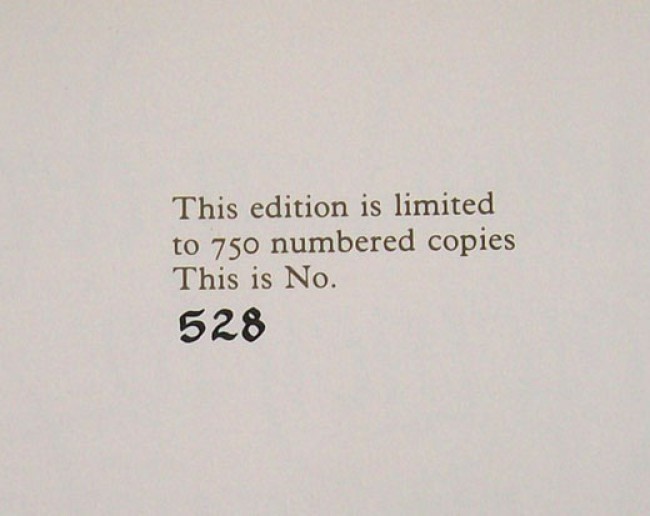 This edition is limited
to 750 numbered copies
This is No.
528